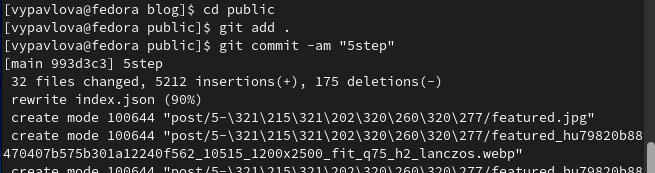 [vypavlova@fedora blog]$ cd public
[vypavlova@fedora public]$ git add .
[vypavlova@fedora public]$ git commit -am "5step"
[main 993d3c3] 5step
 32 files changed, 5212 insertions(+), 175 deletions(-)
 rewrite index.json (90%)
 create mode 100644 "post/5-\321\215\321\202\320\260\320\277/featured.jpg"
 create mode 100644 "post/5-\321\215\321\202\320\260\320\277/featured_hu79820b88
470407b575b301a12240f562_10515_1200x2500_fit_q75_h2_lanczos.webp"
 create mode 100644 "post/5-\321\215\321\202\320\260\320\277/featured_hu79820b88